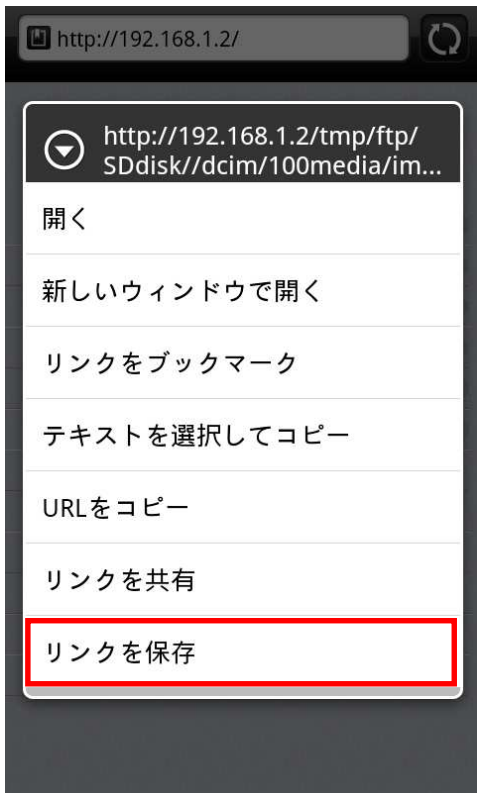 http://192.168.1.2/
http://192.168.1.2/tmp/ftp/
SDdisk//dcim/100media/im...
開く
新しいウィンドウで開く
リンクをブックマーク
テキストを選択してコピー
URLをコピー
リンクを共有
リンクを保存